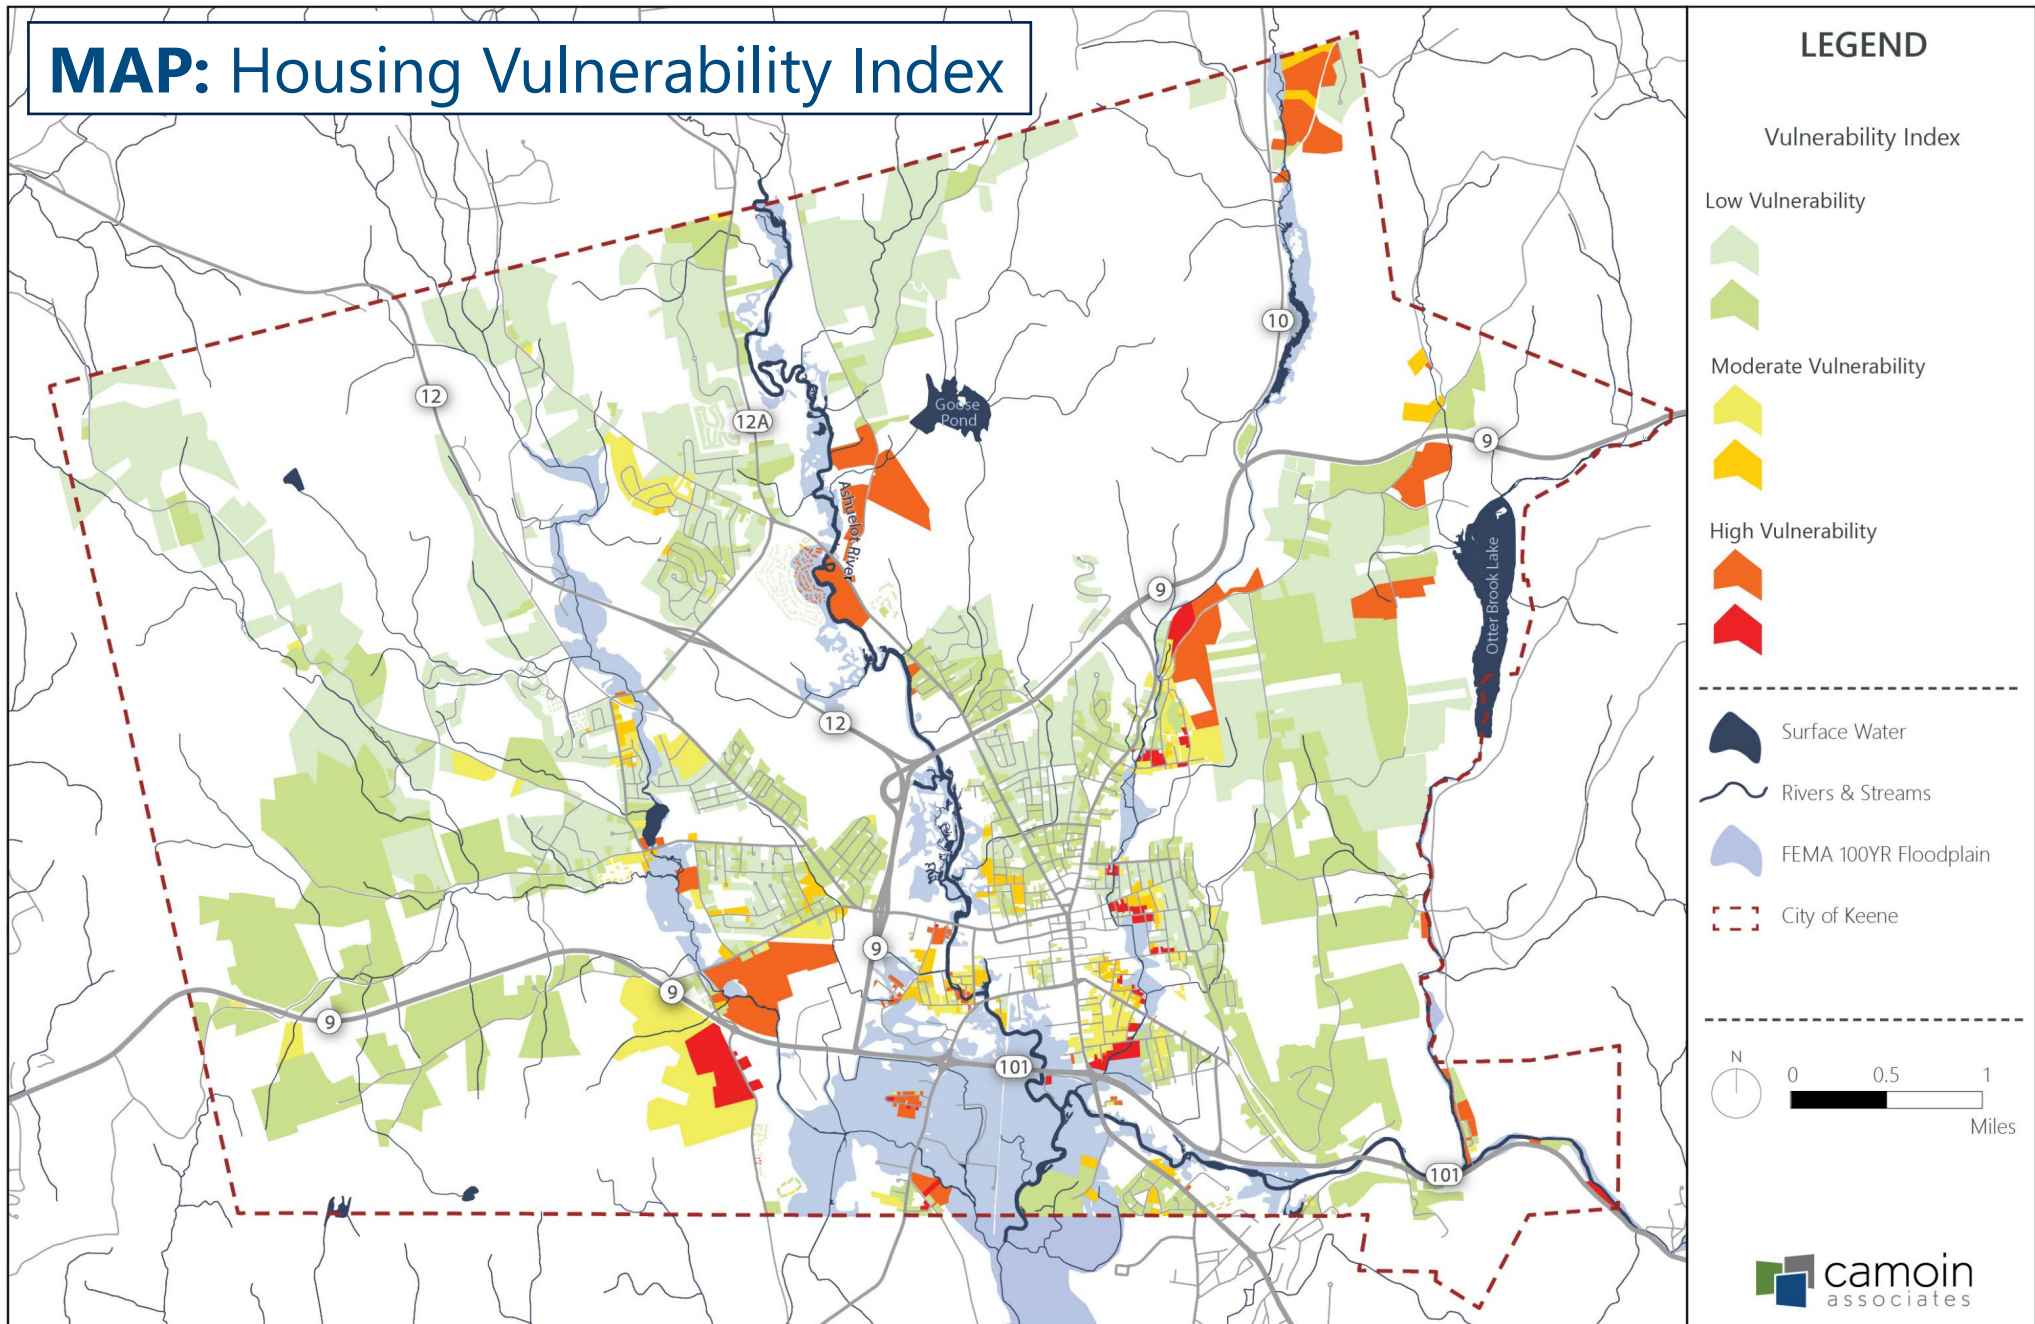 MAP: Housing Vulnerability Index
LEGEND
Vulnerability Index
Low Vulnerability
Moderate Vulnerability
High Vulnerability
Surface Water
Rivers & Streams
FEMA 100YR Floodplain
City of Keene
N
0 0.5 1
Miles
camoin
associates
10
12
12A
Goose
Pond
9
Ashuelot River
Otter Brook Lake
9
12
9
9
9
101
101